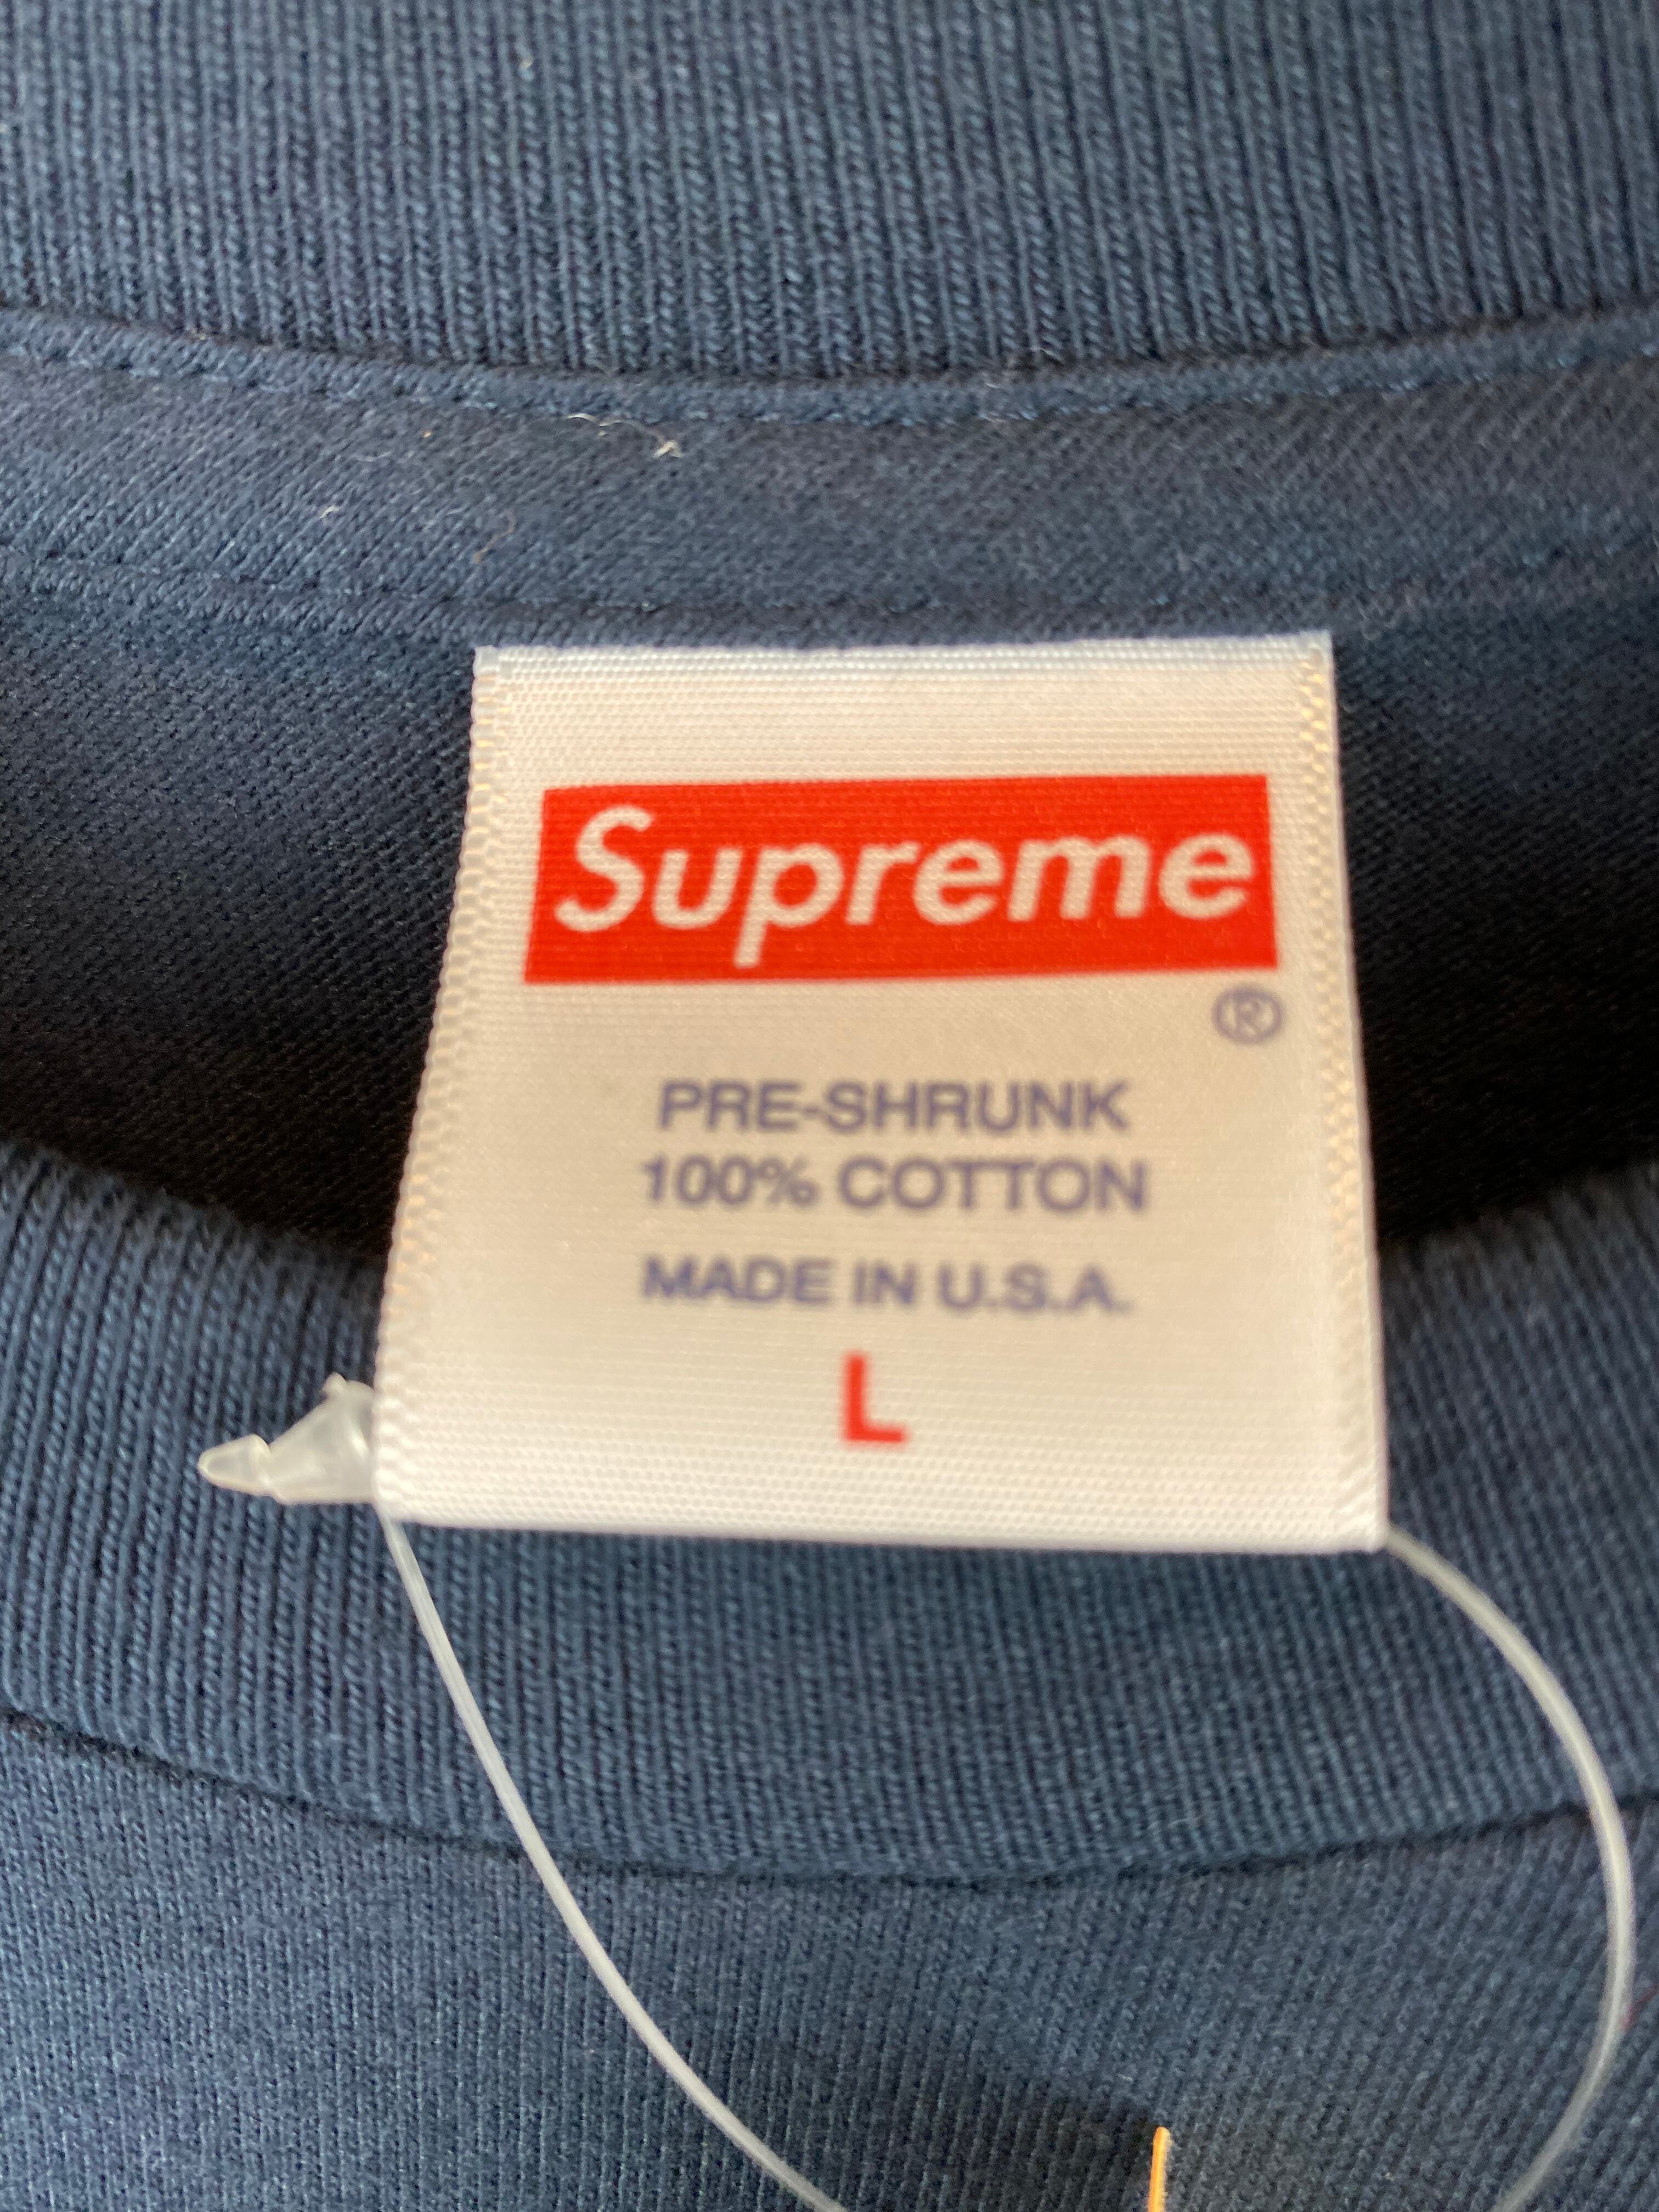 Supreme
®
PRE-SHRUNK
100% COTTON
MADE IN U.S.A.
L